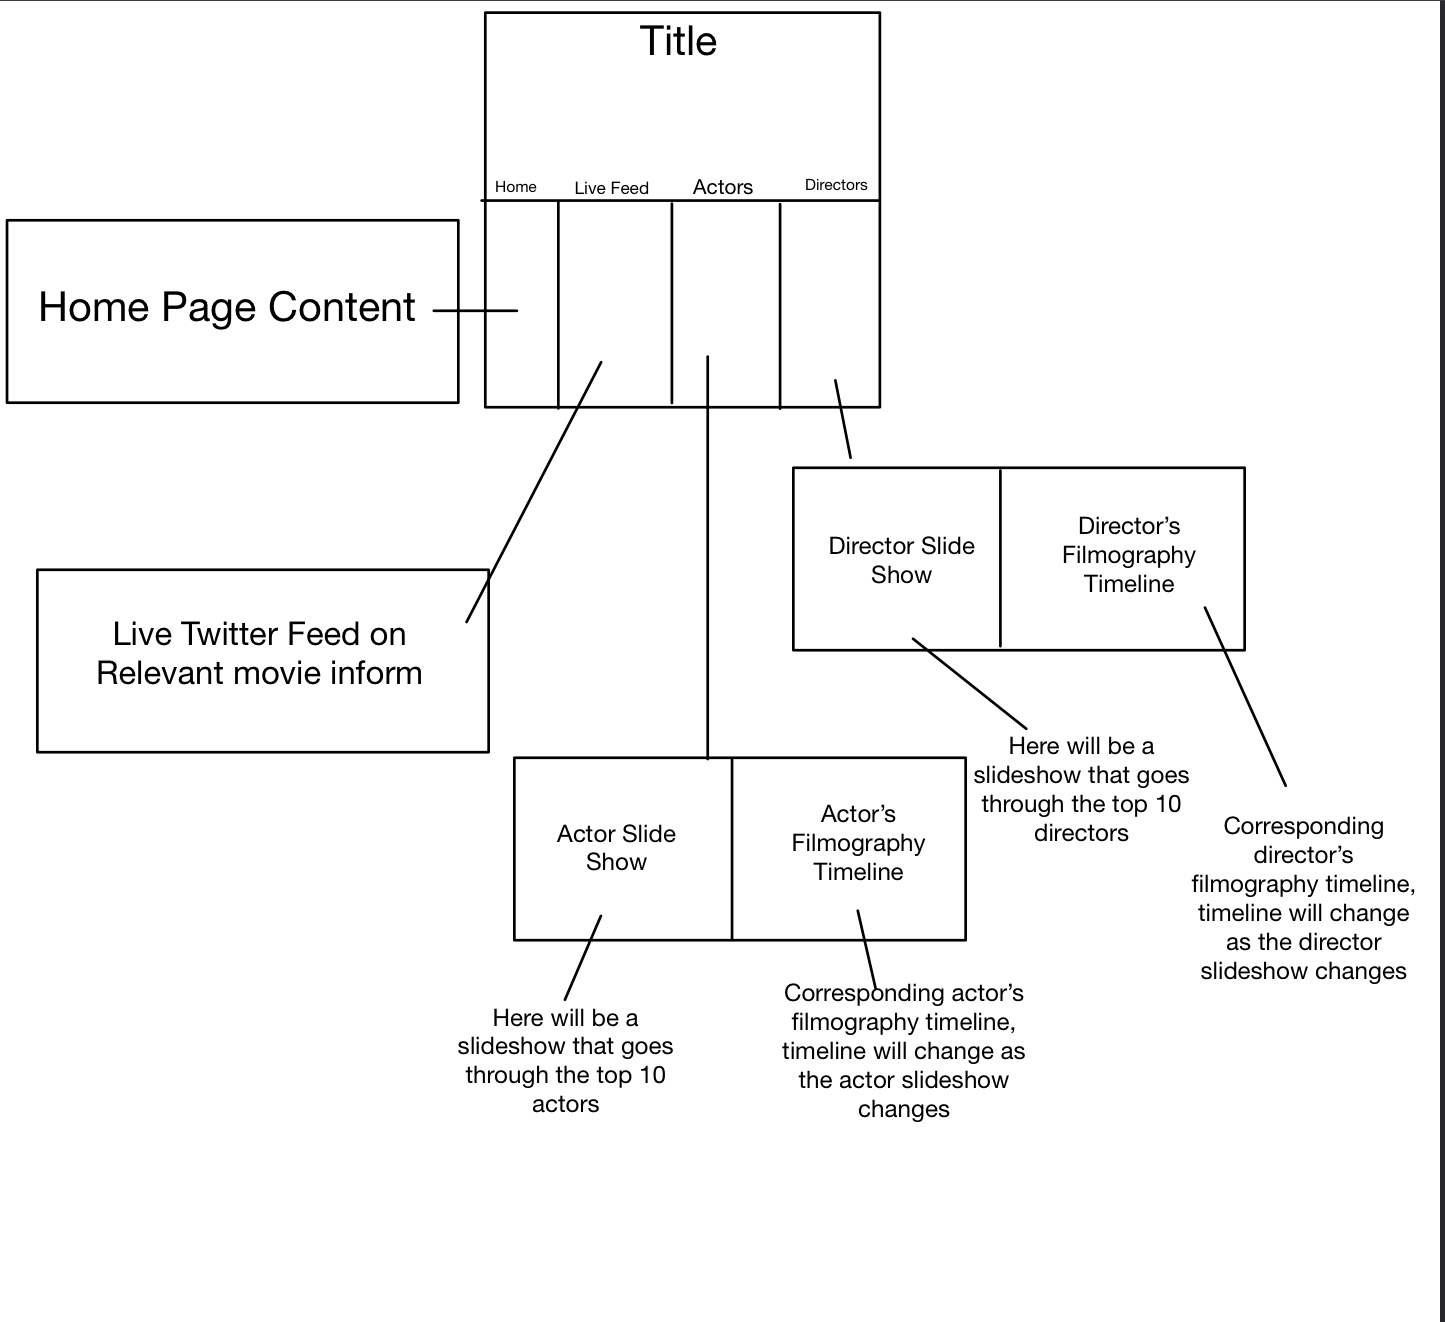 Title
Home
Live Feed
Actors
Directors
Home Page Content
Live Twitter Feed on
Relevant movie inform
Director Slide
Show
Director’s
Filmography
Timeline
Here will be a
slideshow that goes
through the top 10
directors
Corresponding
director’s
filmography timeline,
timeline will change
as the director
slideshow changes
Actor Slide
Show
Actor’s
Filmography
Timeline
Here will be a
slideshow that goes
through the top 10
actors
Corresponding actor’s
filmography timeline,
timeline will change as
the actor slideshow
changes